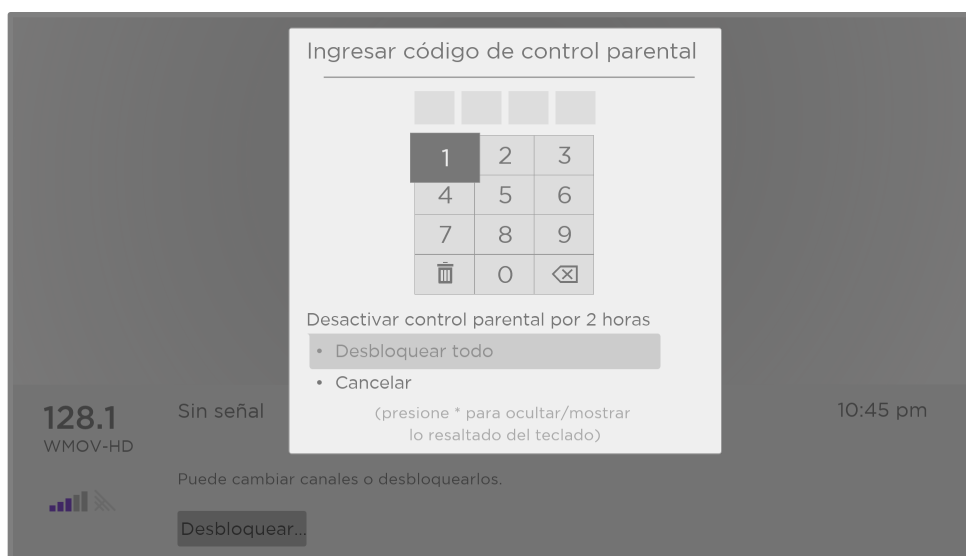 Ingresar código de control parental
1 2 3
4 5 6
7 8 9
0
Desactivar control parental por 2 horas
• Desbloquear todo
• Cancelar
(presione * para ocultar/mostrar
lo resaltado del teclado)
128.1
WMOV-HD
Sin señal
10:45 pm
Puede cambiar canales o desbloquearlos.
Desbloquear...